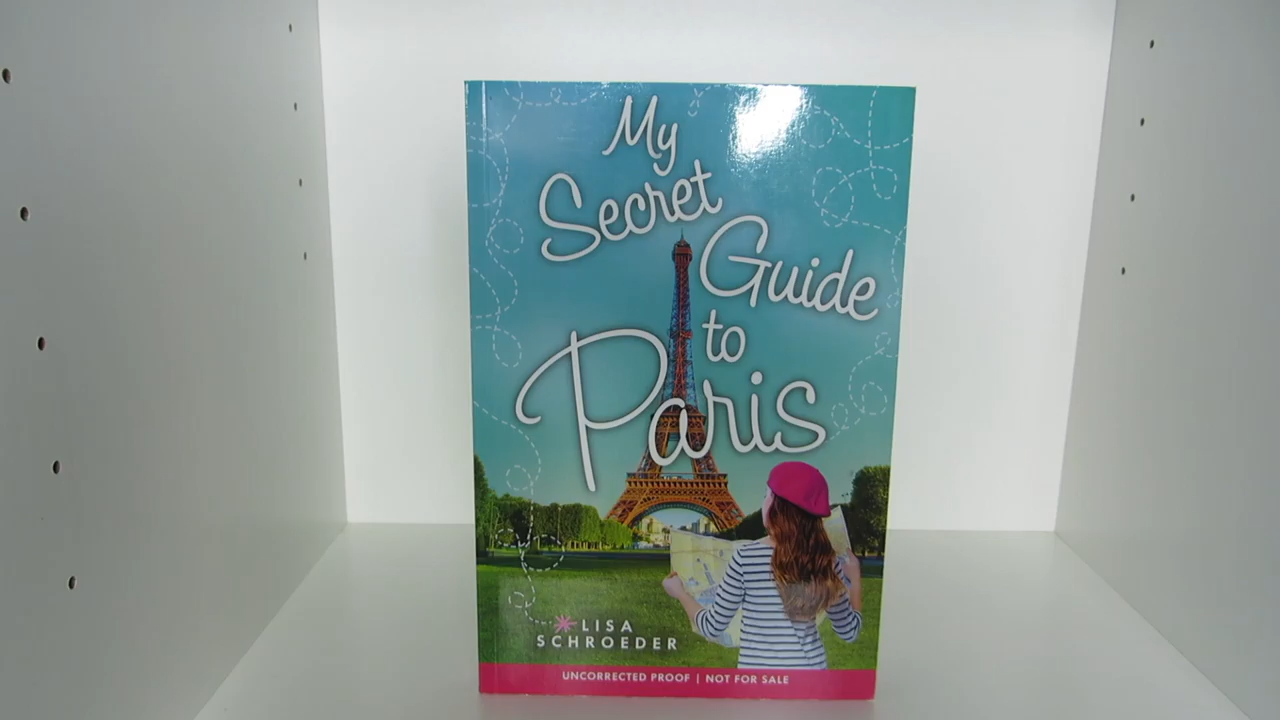 My
Secret
Guide
to
Paris
LISA
SCHROEDER
UNCORRECTED PROOF | NOT FOR SALE